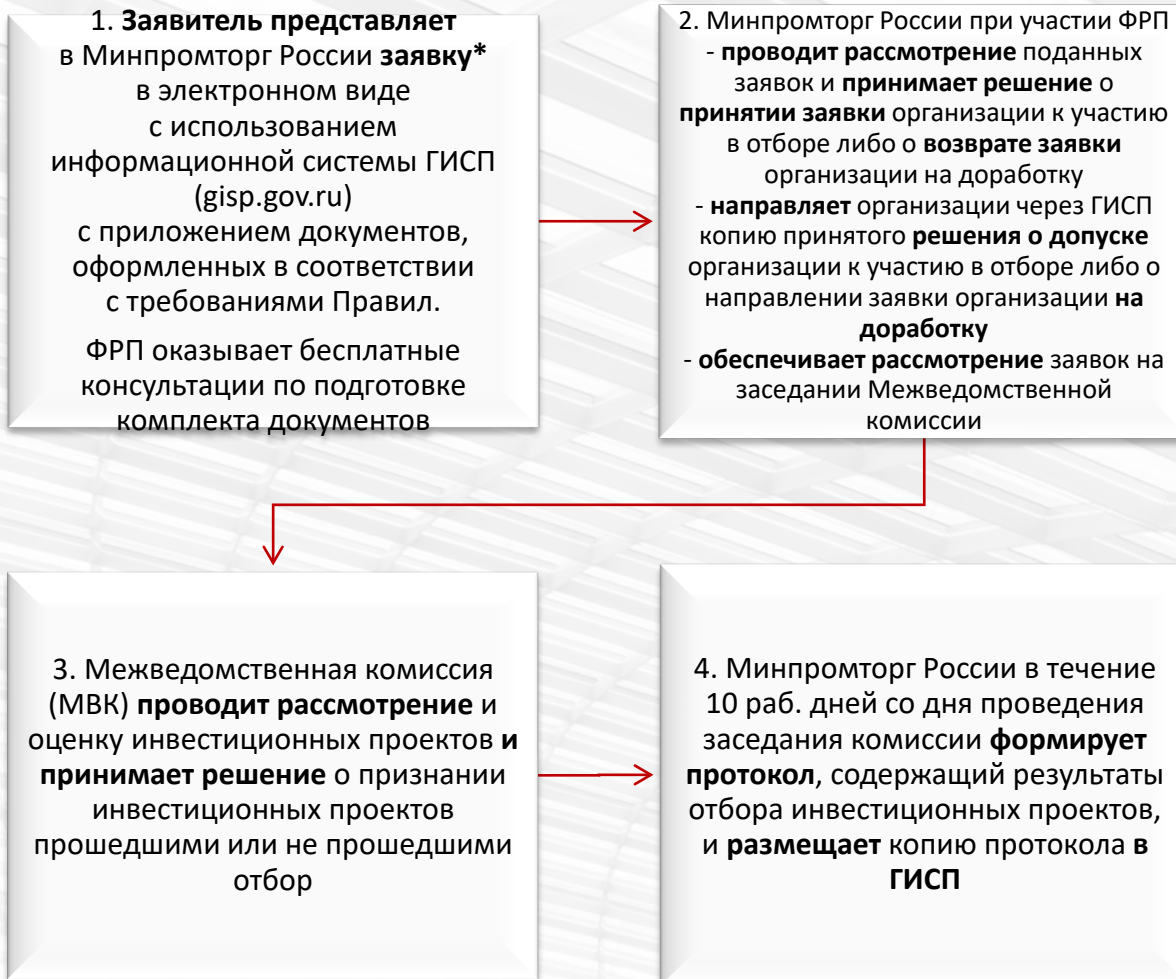 1. Заявитель представляет
в Минпромторг России заявку*
в электронном виде
с использованием
информационной системы ГИСП
(gisp.gov.ru)
с приложением документов,
оформленных в соответствии
с требованиями Правил.
ФРП оказывает бесплатные
консультации по подготовке
комплекта документов
2. Минпромторг России при участии ФРП
- проводит рассмотрение поданных
заявок и принимает решение о
принятии заявки организации к участию
в отборе либо о возврате заявки
организации на доработку
- направляет организации через ГИСП
копию принятого решения о допуске
организации к участию в отборе либо о
направлении заявки организации на
доработку
- обеспечивает рассмотрение заявок на
заседании Межведомственной
комиссии
3. Межведомственная комиссия
(МВК) проводит рассмотрение и
оценку инвестиционных проектов и
принимает решение о признании
инвестиционных проектов
прошедшими или не прошедшими
отбор
4. Минпромторг России в течение
10 раб. дней со дня проведения
заседания комиссии формирует
протокол, содержащий результаты
отбора инвестиционных проектов,
и размещает копию протокола в
ГИСП